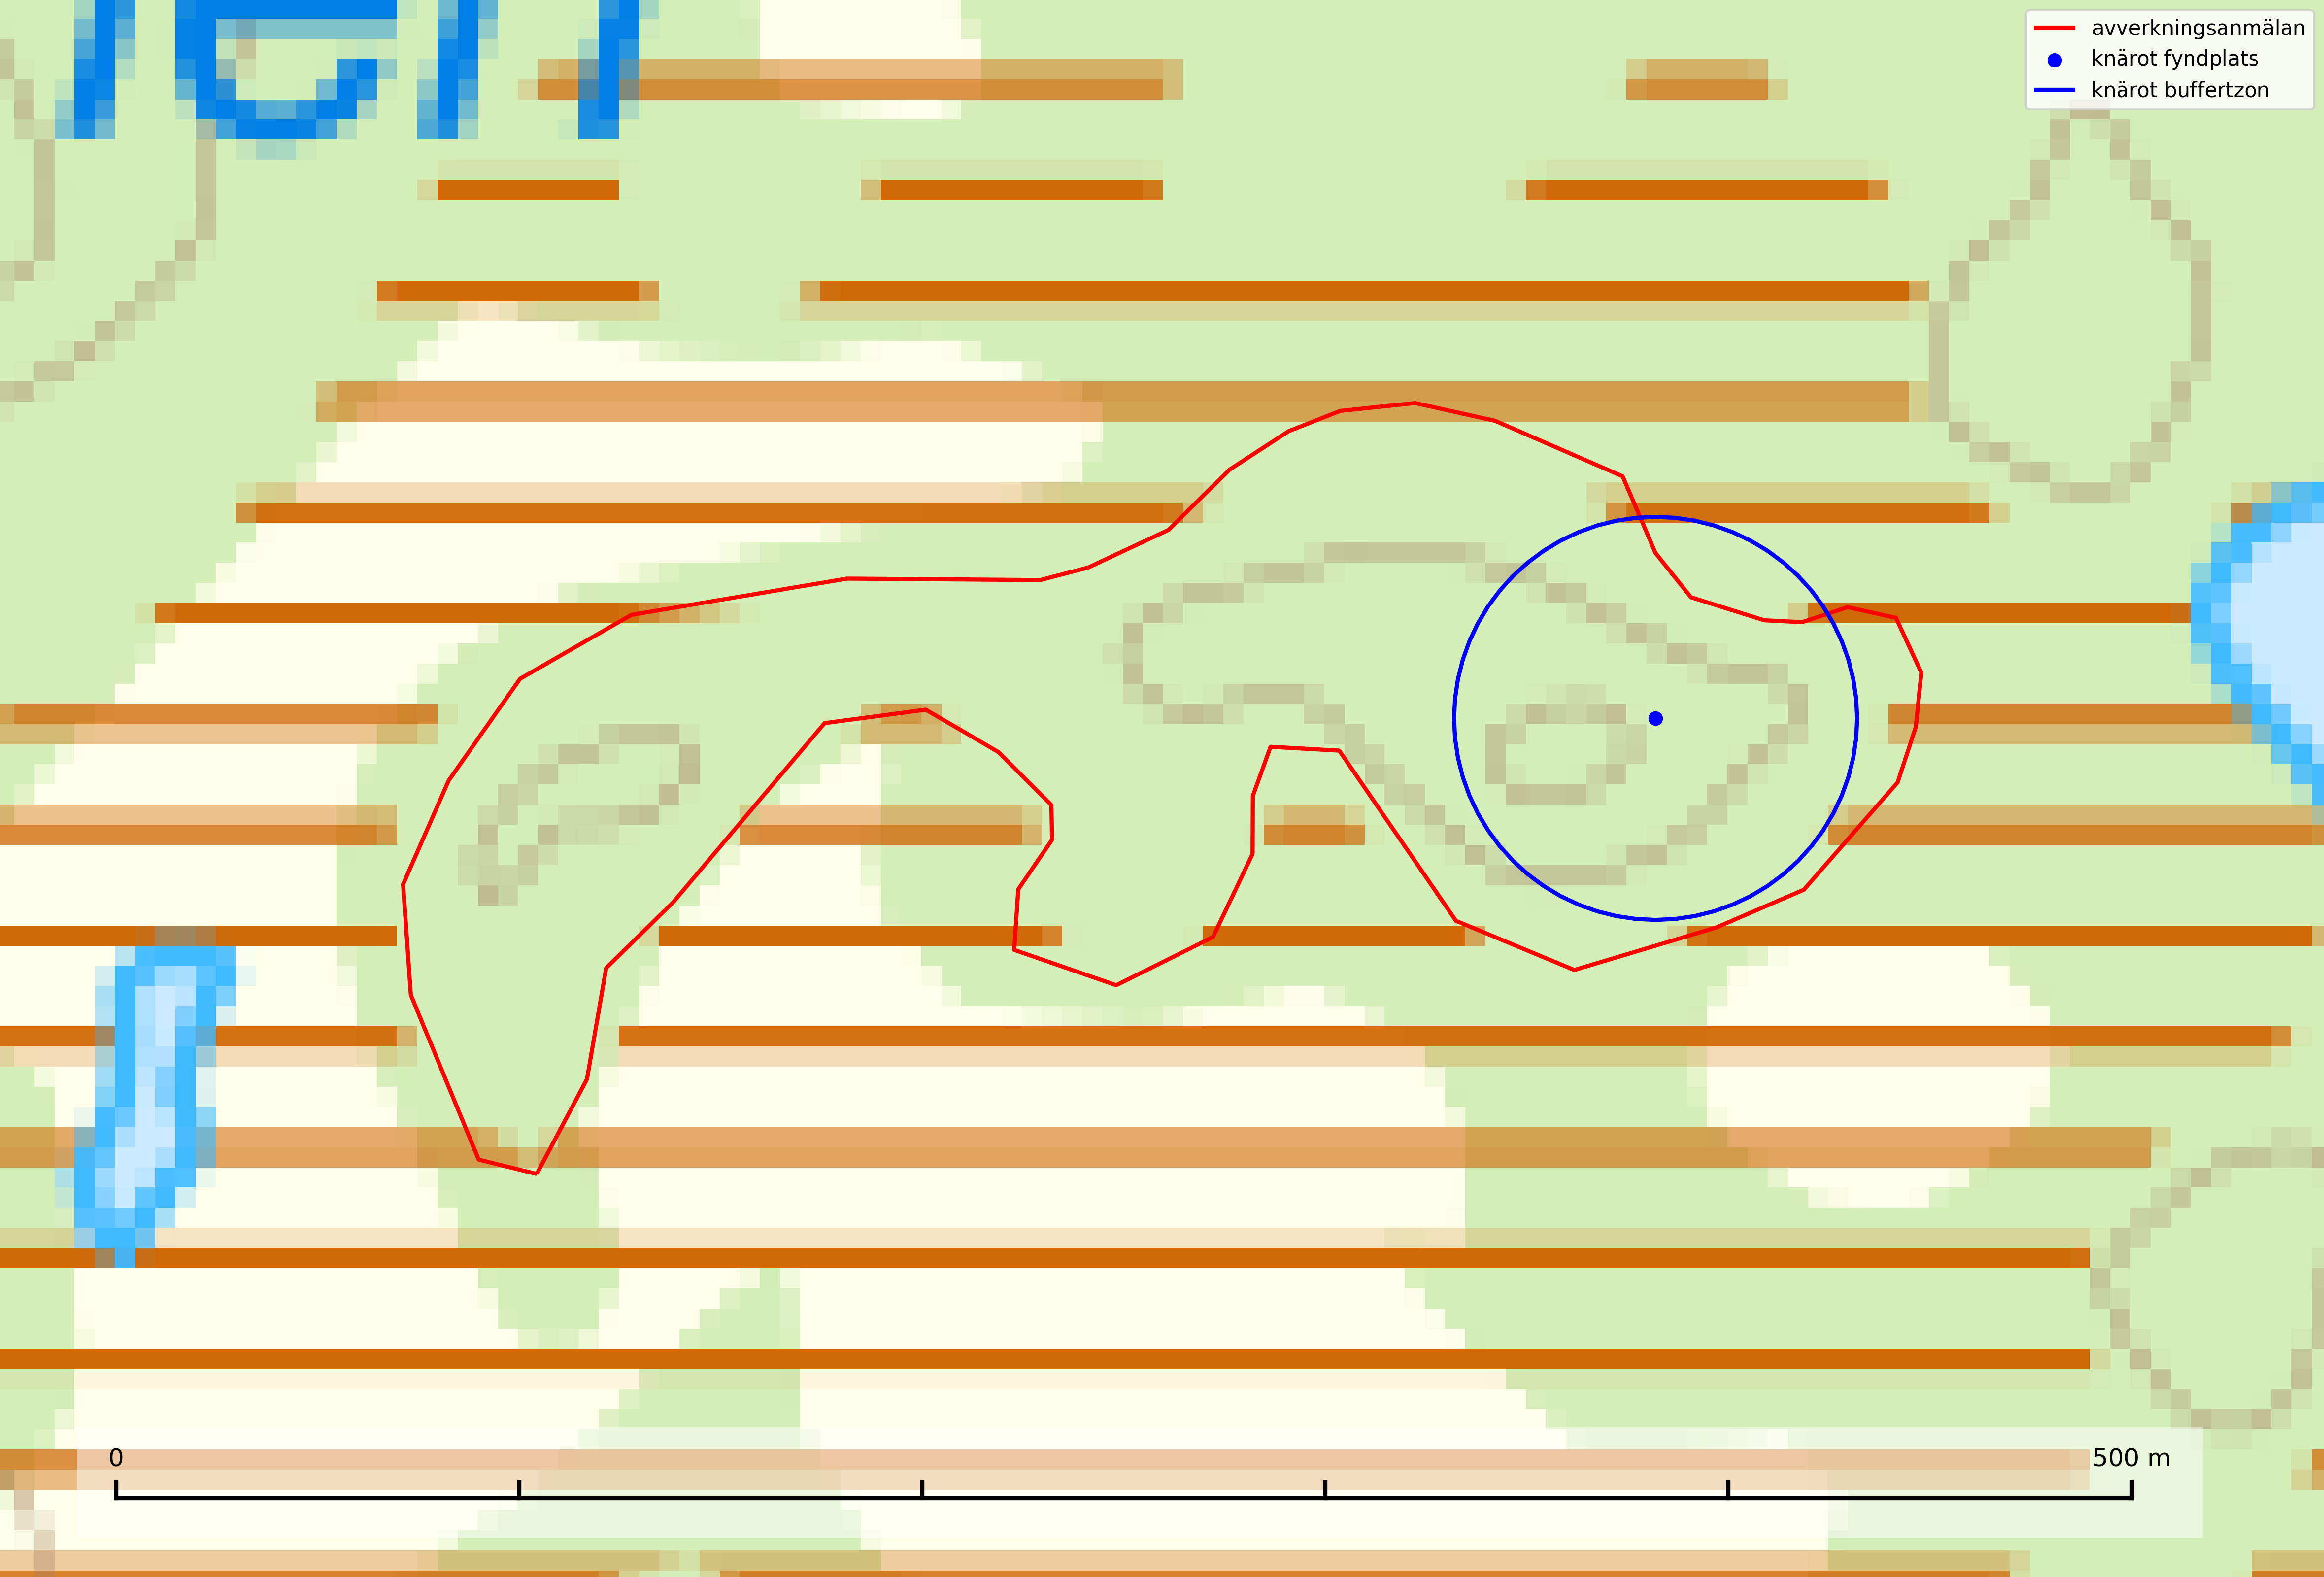 avverkningsanmälan
knärot fyndplats
knärot buffertzon
0
500 m